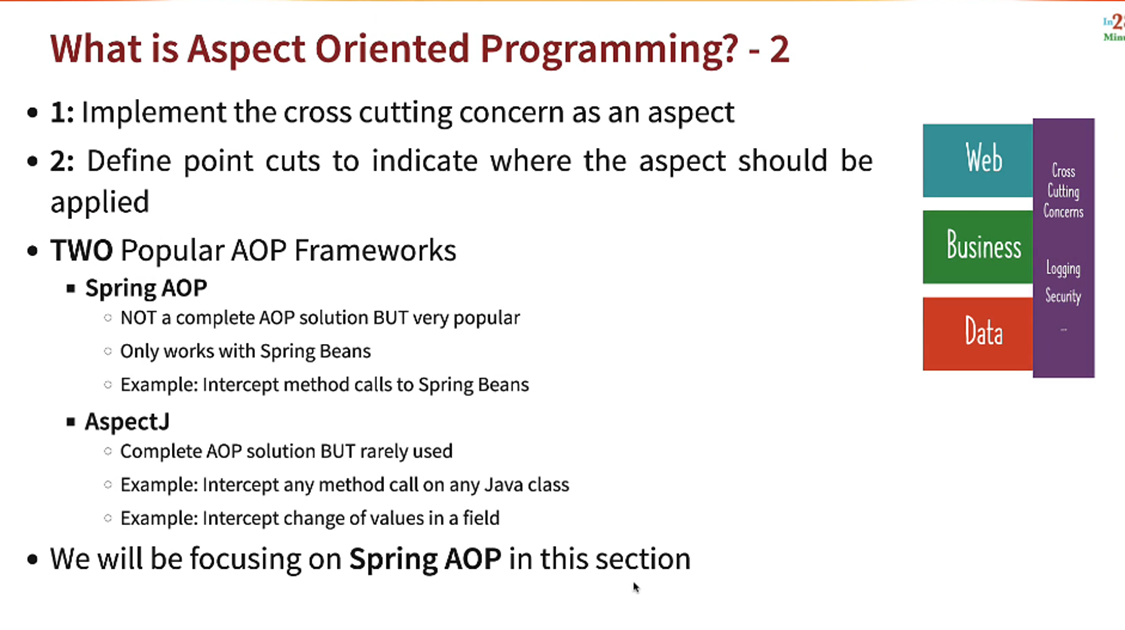 In28
Minu
What is Aspect Oriented Programming? - 2
• 1: Implement the cross cutting concern as an aspect
• 2: Define point cuts to indicate where the aspect should be
applied
• TWO Popular AOP Frameworks
▪ Spring AOP
○ NOT a complete AOP solution BUT very popular
○ Only works with Spring Beans
○ Example: Intercept method calls to Spring Beans
▪ AspectJ
○ Complete AOP solution BUT rarely used
○ Example: Intercept any method call on any Java class
○ Example: Intercept change of values in a field
• We will be focusing on Spring AOP in this section
Web
Business
Data
Cross
Cutting
Concerns
Logging
Security
...